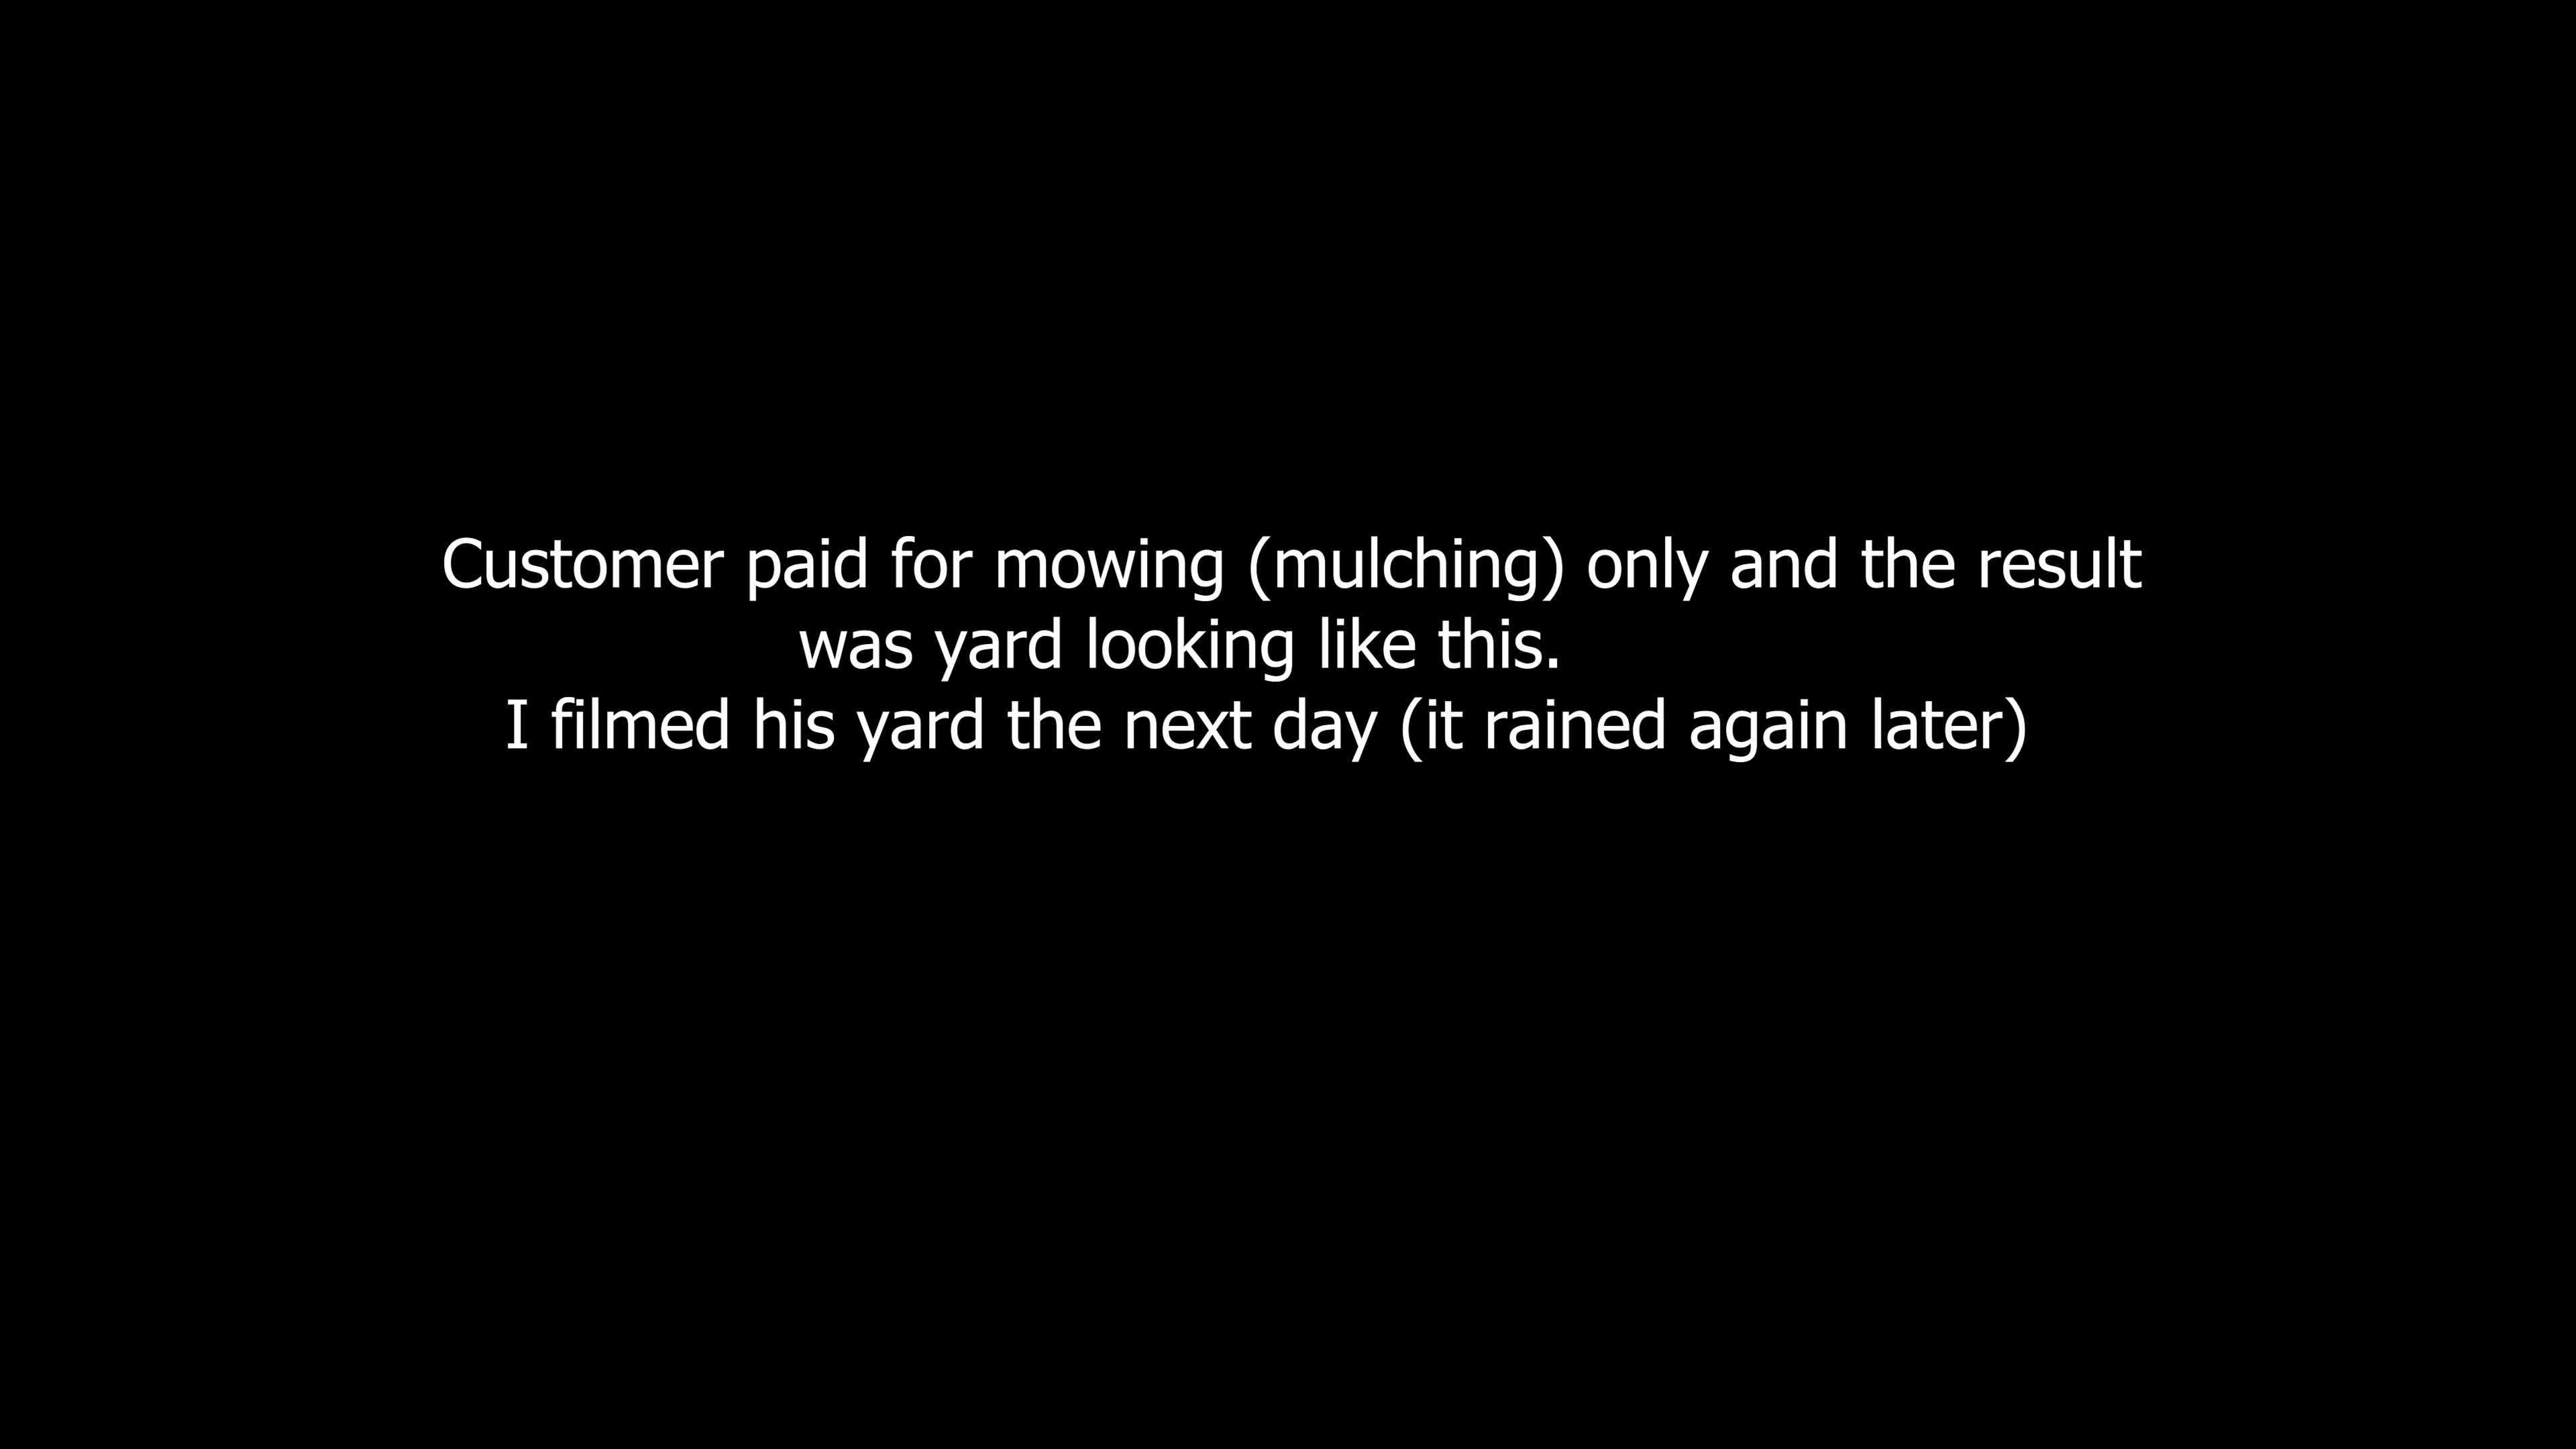 Customer paid for mowing (mulching) only and the result
was yard looking like this.
I filmed his yard the next day (it rained again later)